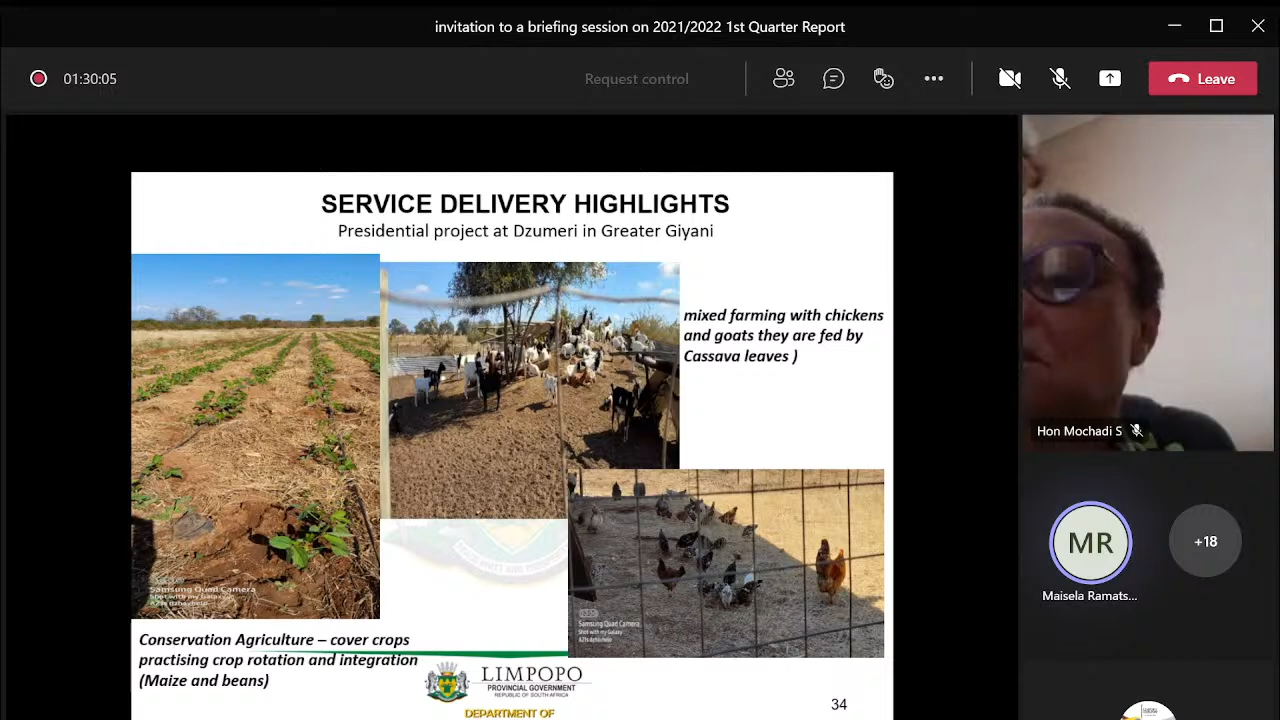 invitation to a briefing session on 2021/2022 1st Quarter Report
01:30:05
Request control
Leave
SERVICE DELIVERY HIGHLIGHTS
Presidential project at Dzumeri in Greater Giyani
mixed farming with chickens
and goats they are fed by
Cassava leaves )
Hon Mochadi S
MR
+18
Maisela Ramats...
Samsung Quad Camera
Shot with my Galaxy
Samsung Quad Camera
Shot with my Galaxy
Conservation Agriculture – cover crops
practising crop rotation and integration
(Maize and beans)
LIMPOPO
PROVINCIAL GOVERNMENT
REPUBLIC OF SOUTH AFRICA
DEPARTMENT OF
34